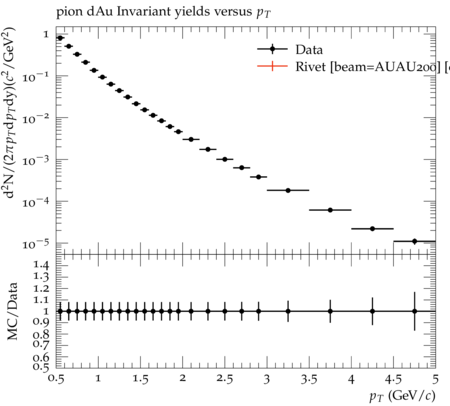 pion dAu Invariant yields versus p_T
d²N/(2πp_Tdp_Tdy)(c²/GeV²)
1
10⁻¹
10⁻²
10⁻³
10⁻⁴
10⁻⁵
Data
Rivet [beam=AUAU200] [
MC/Data
1.4
1.3
1.2
1.1
1
0.9
0.8
0.7
0.6
0.5
0.5 1 1.5 2 2.5 3 3.5 4 4.5 5
p_T (GeV/c)